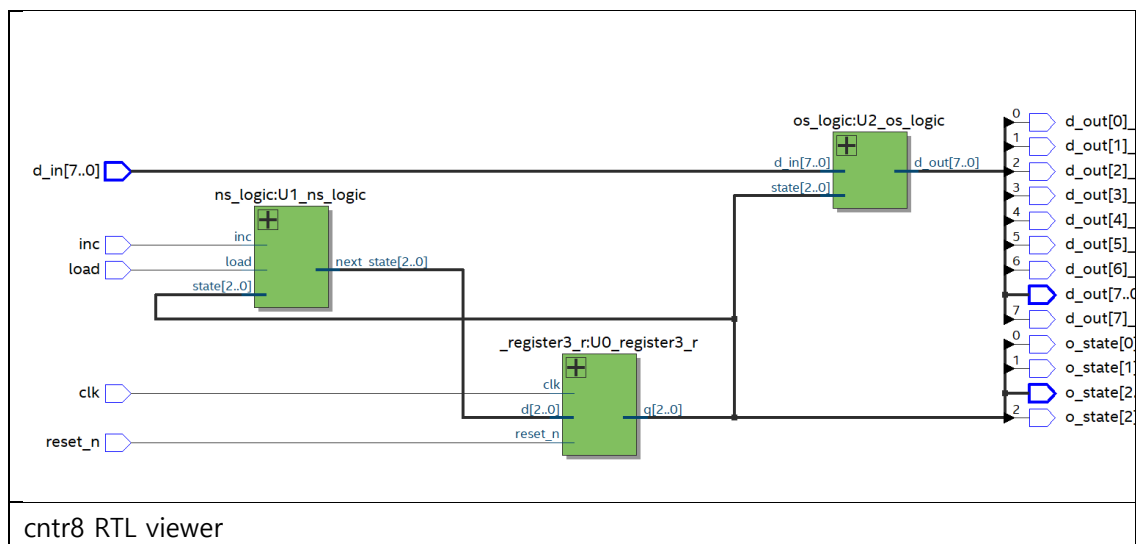 os_logic:U2_os_logic
d_in[7..0]
d_in[7..0]
d_out[7..0]
state[2..0]
0
1
2
3
4
5
6
7
d_out[0]_
d_out[1]_
d_out[2]_
d_out[3]_
d_out[4]_
d_out[5]_
d_out[6]_
d_out[7..0
d_out[7]_
ns_logic:U1_ns_logic
inc
load
inc
load
state[2..0]
next_state[2..0]
0
1
2
o_state[0]
o_state[1]
o_state[2.
o_state[2]
_register3_r:U0_register3_r
clk
reset_n
clk
d[2..0]
reset_n
q[2..0]
cntr8 RTL viewer